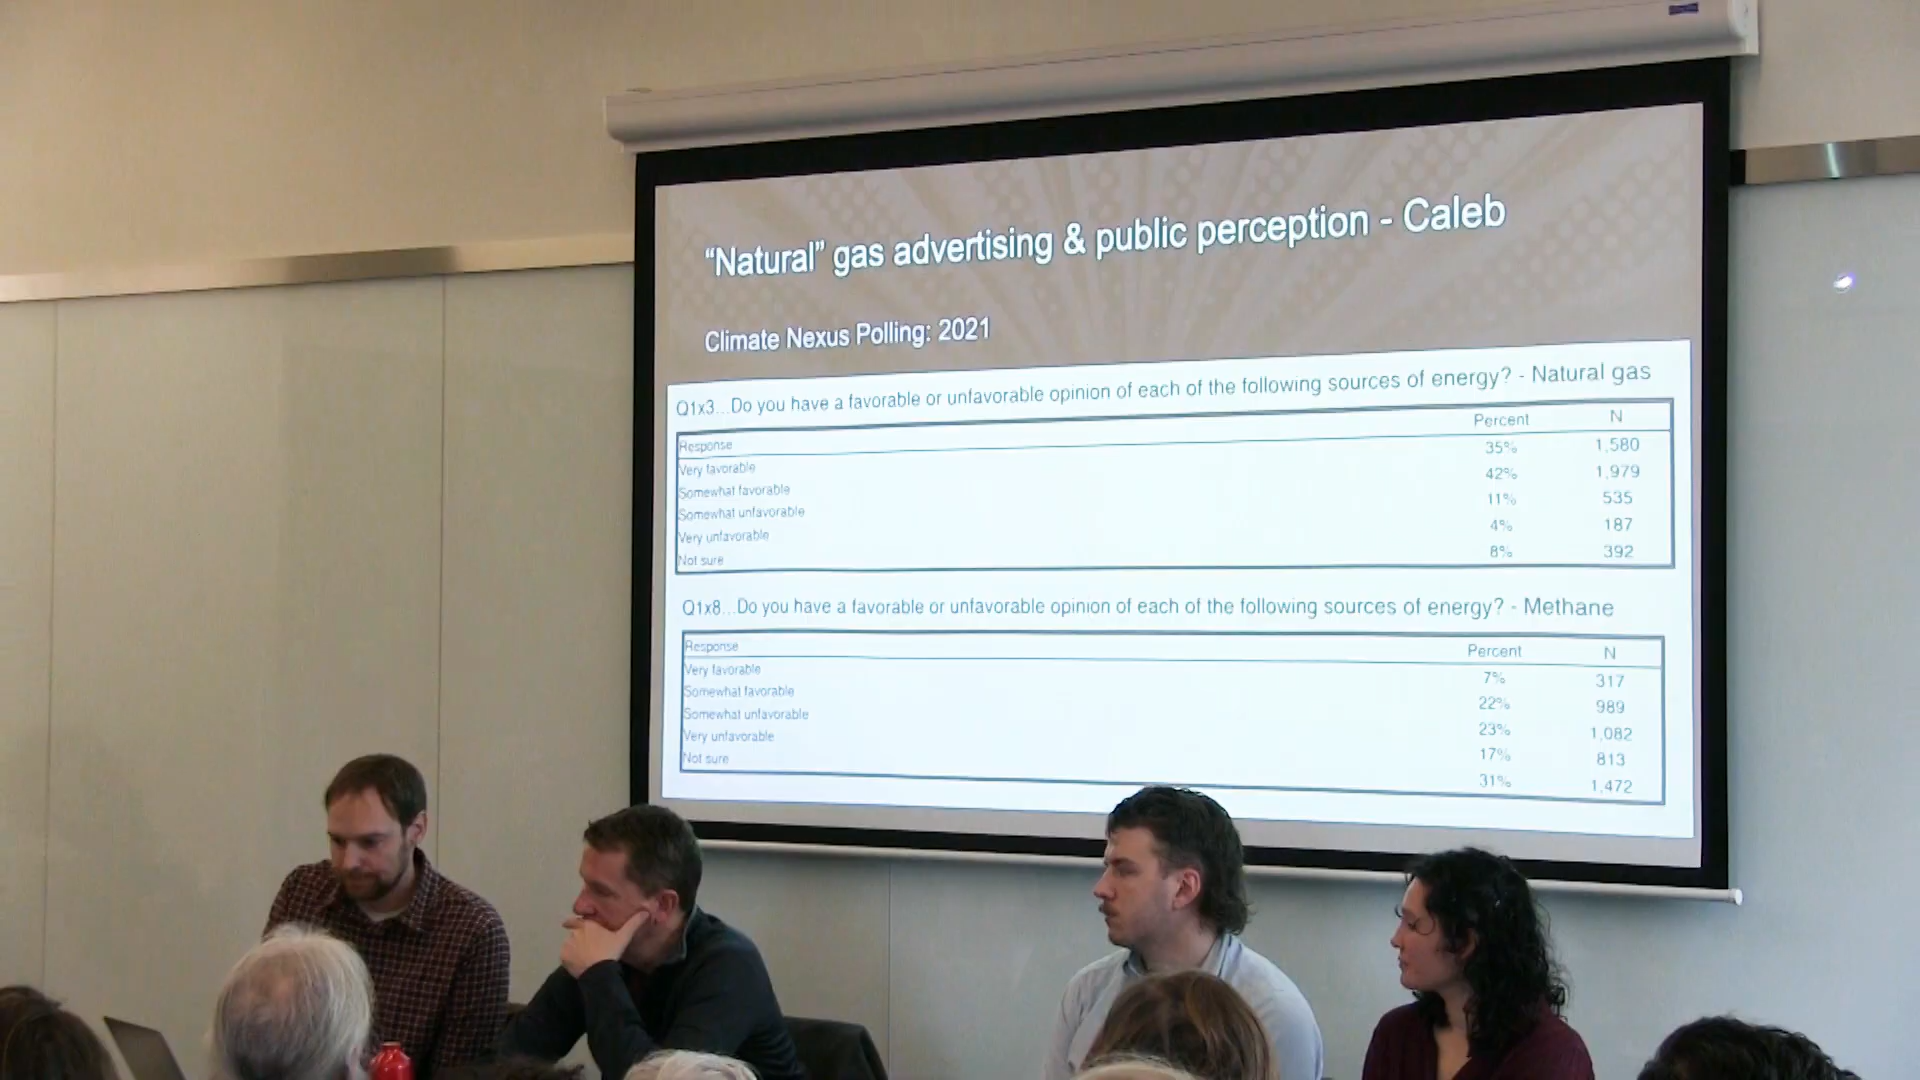 “Natural” gas advertising & public perception - Caleb
Climate Nexus Polling: 2021
Q1x3...Do you have a favorable or unfavorable opinion of each of the following sources of energy? - Natural gas
Response Percent N
Very favorable 35% 1,580
Somewhat favorable 42% 1,979
Somewhat unfavorable 11% 535
Very unfavorable 4% 187
Not sure 8% 392
Q1x8...Do you have a favorable or unfavorable opinion of each of the following sources of energy? - Methane
Response Percent N
Very favorable 7% 317
Somewhat favorable 22% 989
Somewhat unfavorable 23% 1,082
Very unfavorable 17% 813
Not sure 31% 1,472